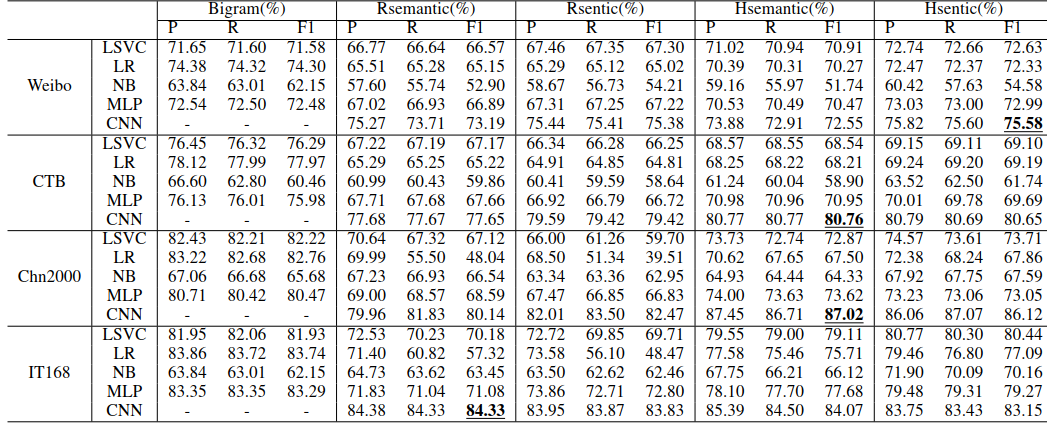 Bigram(%) Rsemantic(%) Rsentic(%) Hsemantic(%) Hsentic(%)
P R F1 P R F1 P R F1 P R F1 P R F1
LSVC 71.65 71.60 71.58 66.77 66.64 66.57 67.46 67.35 67.30 71.02 70.94 70.91 72.74 72.66 72.63
LR 74.38 74.32 74.30 65.51 65.28 65.15 65.29 65.12 65.02 70.39 70.31 70.27 72.47 72.37 72.33
Weibo NB 63.84 63.01 62.15 57.60 55.74 52.90 58.67 56.73 54.21 59.16 55.97 51.74 60.42 57.63 54.58
MLP 72.54 72.50 72.48 67.02 66.93 66.89 67.31 67.25 67.22 70.53 70.49 70.47 73.03 73.00 72.99
CNN - - - 75.27 73.71 73.19 75.44 75.41 75.38 73.88 72.91 72.55 75.82 75.60 75.58
LSVC 76.45 76.32 76.29 67.22 67.19 67.17 66.34 66.28 66.25 68.57 68.55 68.54 69.15 69.11 69.10
LR 78.12 77.99 77.97 65.29 65.25 65.22 64.91 64.85 64.81 68.25 68.22 68.21 69.24 69.20 69.19
CTB NB 66.60 62.80 60.46 60.99 60.43 59.86 60.41 59.59 58.64 61.24 60.04 58.90 63.52 62.50 61.74
MLP 76.13 76.01 75.98 67.71 67.68 67.66 66.92 66.79 66.72 70.98 70.96 70.95 70.01 69.78 69.69
CNN - - - 77.68 77.67 77.65 79.59 79.42 79.42 80.77 80.77 80.76 80.79 80.69 80.65
LSVC 82.43 82.21 82.22 70.64 67.32 67.12 66.00 61.26 59.70 73.73 72.74 72.87 74.57 73.61 73.71
LR 83.22 82.68 82.76 69.99 55.50 48.04 68.50 51.34 39.51 70.62 67.65 67.50 72.38 68.24 67.86
Chn2000 NB 67.06 66.68 65.68 67.23 66.93 66.54 63.34 63.36 62.95 64.93 64.44 64.33 67.92 67.75 67.59
MLP 80.71 80.42 80.47 69.00 68.57 68.59 67.47 66.85 66.83 74.00 73.63 73.62 73.23 73.06 73.05
CNN - - - 79.96 81.83 80.14 82.01 83.50 82.47 87.45 86.71 87.02 86.06 87.07 86.12
LSVC 81.95 82.06 81.93 72.53 70.23 70.18 72.72 69.85 69.71 79.55 79.00 79.11 80.77 80.30 80.44
LR 83.86 83.72 83.74 71.40 60.82 57.32 73.58 56.10 48.47 77.58 75.46 75.71 79.46 76.80 77.09
IT168 NB 63.84 63.01 62.15 64.73 63.62 63.45 63.50 62.62 62.46 67.75 66.21 66.12 71.90 70.09 70.16
MLP 83.35 83.35 83.29 71.83 71.04 71.08 73.86 72.71 72.80 78.10 77.70 77.68 79.48 79.31 79.27
CNN - - - 84.38 84.33 84.33 83.95 83.87 83.83 85.39 84.50 84.07 83.75 83.43 83.15